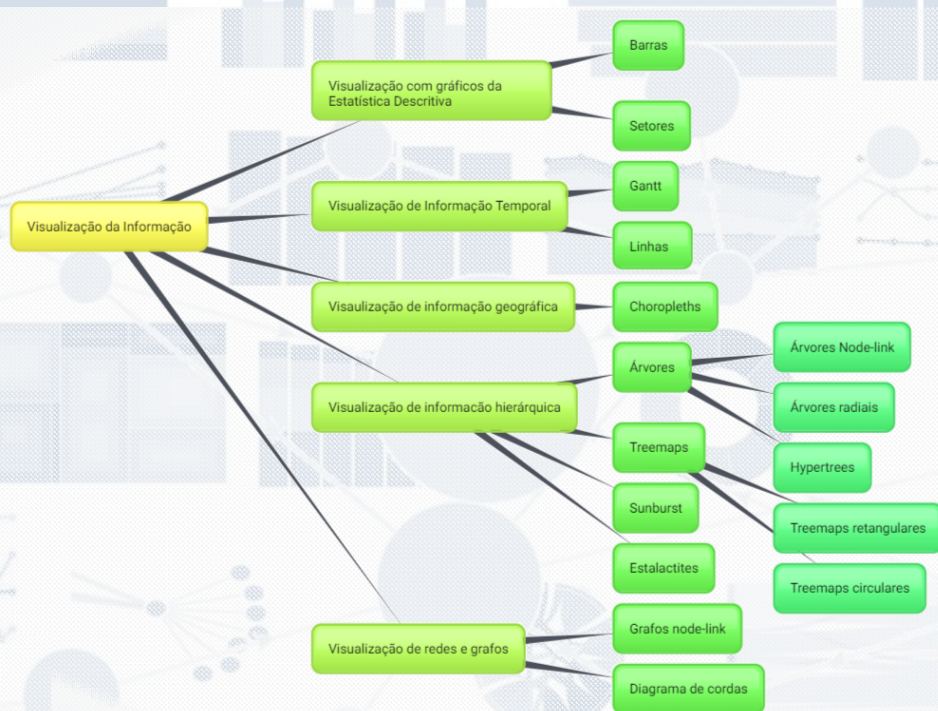 Visualização da Informação
Visualização com gráficos da
Estatística Descritiva
Barras
Setores
Visualização de Informação Temporal
Gantt
Linhas
Visaulização de informação geográfica
Choropleths
Visualização de informacão hierárquica
Árvores
Árvores Node-link
Árvores radiais
Hypertrees
Treemaps
Treemaps retangulares
Treemaps circulares
Sunburst
Estalactites
Visualização de redes e grafos
Grafos node-link
Diagrama de cordas